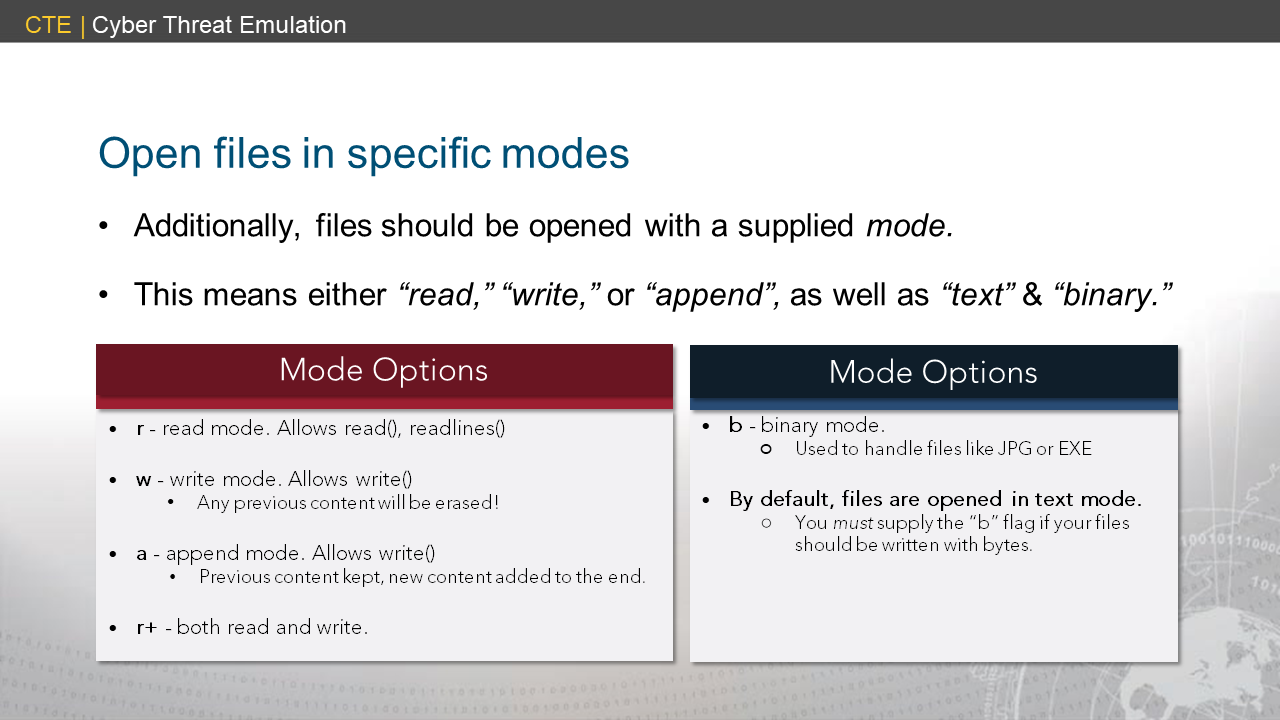 CTE | Cyber Threat Emulation
Open files in specific modes
• Additionally, files should be opened with a supplied mode.
• This means either “read,” “write,” or “append”, as well as “text” & “binary.”
Mode Options
• r - read mode. Allows read(), readlines()
• w - write mode. Allows write()
• Any previous content will be erased!
• a - append mode. Allows write()
• Previous content kept, new content added to the end.
• r+ - both read and write.
Mode Options
• b - binary mode.
o Used to handle files like JPG or EXE
• By default, files are opened in text mode.
o You must supply the “b” flag if your files
should be written with bytes.